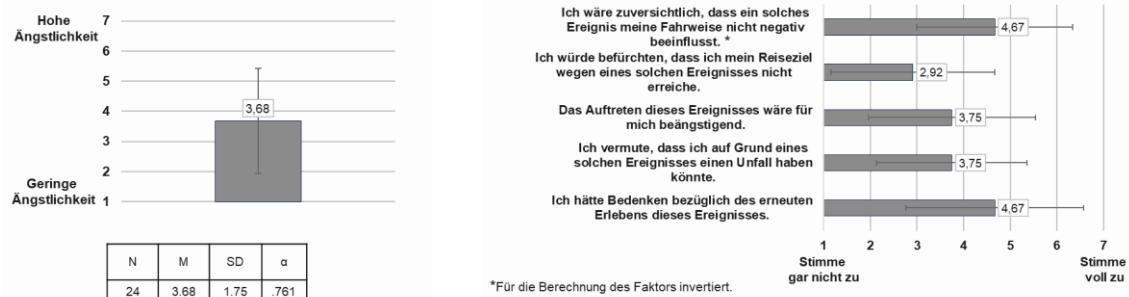 Hohe
Ängstlichkeit
7
6
5
4
3
2
Geringe
Ängstlichkeit
1
3,68
N M SD α
24 3.68 1.75 .761
Ich wäre zuversichtlich, dass ein solches
Ereignis meine Fahrweise nicht negativ
beeinflusst. *
4,67
Ich würde befürchten, dass ich mein Reiseziel
wegen eines solchen Ereignisses nicht
erreiche.
2,92
Das Auftreten dieses Ereignisses wäre für
mich beängstigend.
3,75
Ich vermute, dass ich auf Grund eines
solchen Ereignisses einen Unfall haben
könnte.
3,75
Ich hätte Bedenken bezüglich des erneuten
Erlebens dieses Ereignisses.
4,67
1 2 3 4 5 6 7
Stimme
gar nicht zu
Stimme
voll zu
*Für die Berechnung des Faktors invertiert.